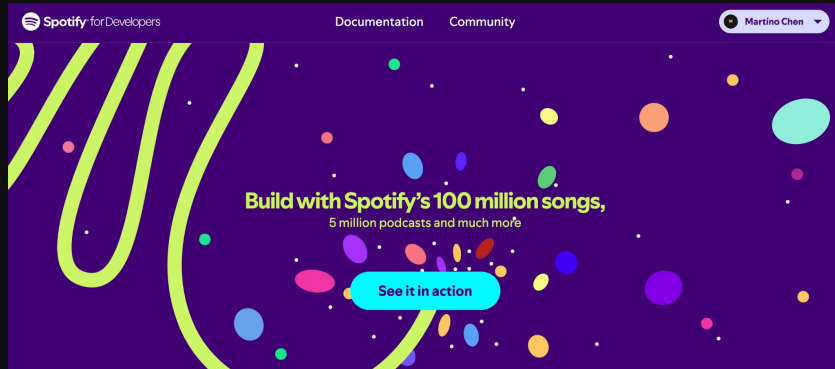 Spotify® for Developers
Documentation
Community
M
Martino Chen
Build with Spotify's 100 million songs,
5 million podcasts and much more
See it in action